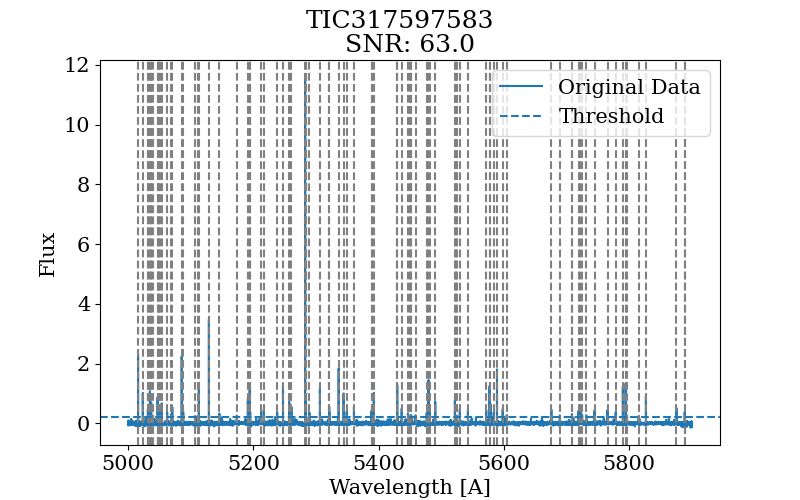 TIC317597583
SNR: 63.0
12
10
8
6
4
2
0
Flux
Original Data
Threshold
5000
5200
5400
5600
5800
Wavelength [A]